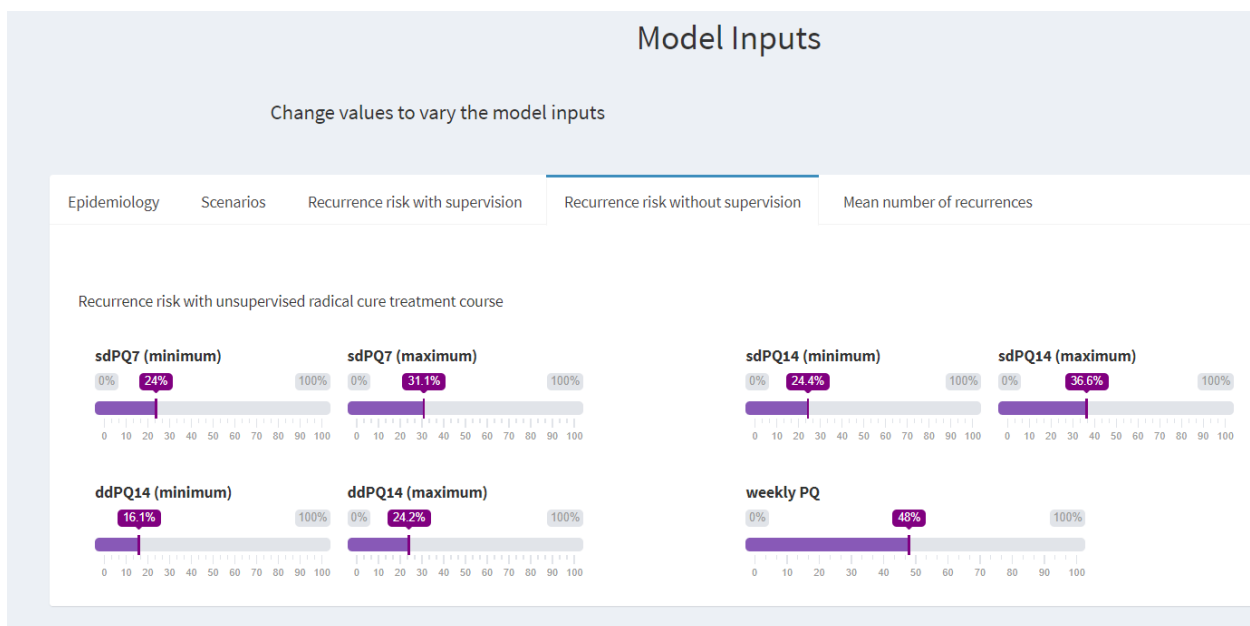 Model Inputs
Change values to vary the model inputs
Epidemiology Scenarios Recurrence risk with supervision Recurrence risk without supervision Mean number of recurrences
Recurrence risk with unsupervised radical cure treatment course
sdPQ7 (minimum) sdPQ7 (maximum) sdPQ14 (minimum) sdPQ14 (maximum)
0% 24% 100% 0% 31.1% 100% 0% 24.4% 100% 0% 36.6% 100%
0 10 20 30 40 50 60 70 80 90 100 0 10 20 30 40 50 60 70 80 90 100 0 10 20 30 40 50 60 70 80 90 100 0 10 20 30 40 50 60 70 80 90 100
ddPQ14 (minimum) ddPQ14 (maximum) weekly PQ
16.1% 100% 0% 24.2% 100% 0% 48% 100%
0 10 20 30 40 50 60 70 80 90 100 0 10 20 30 40 50 60 70 80 90 100 0 10 20 30 40 50 60 70 80 90 100